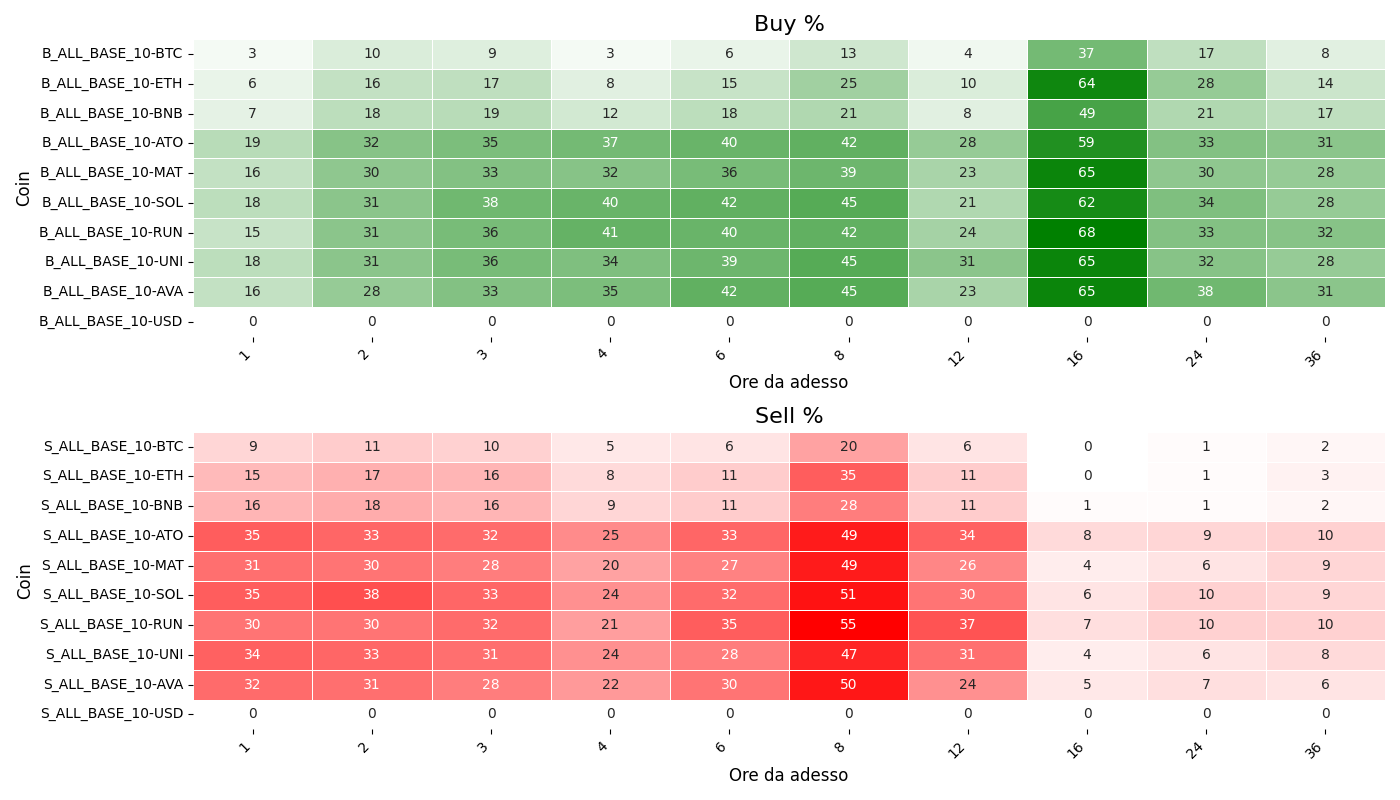 Buy %
Coin
B_ALL_BASE_10-BTC 3 10 9 3 6 13 4 37 17 8
B_ALL_BASE_10-ETH 6 16 17 8 15 25 10 64 28 14
B_ALL_BASE_10-BNB 7 18 19 12 18 21 8 49 21 17
B_ALL_BASE_10-ATO 19 32 35 37 40 42 28 59 33 31
B_ALL_BASE_10-MAT 16 30 33 32 36 39 23 65 30 28
B_ALL_BASE_10-SOL 18 31 38 40 42 45 21 62 34 28
B_ALL_BASE_10-RUN 15 31 36 41 40 42 24 68 33 32
B_ALL_BASE_10-UNI 18 31 36 34 39 45 31 65 32 28
B_ALL_BASE_10-AVA 16 28 33 35 42 45 23 65 38 31
B_ALL_BASE_10-USD 0 0 0 0 0 0 0 0 0 0
1 2 3 4 6 8 12 16 24 36
Ore da adesso
Sell %
Coin
S_ALL_BASE_10-BTC 9 11 10 5 6 20 6 0 1 2
S_ALL_BASE_10-ETH 15 17 16 8 11 35 11 0 1 3
S_ALL_BASE_10-BNB 16 18 16 9 11 28 11 1 1 2
S_ALL_BASE_10-ATO 35 33 32 25 33 49 34 8 9 10
S_ALL_BASE_10-MAT 31 30 28 20 27 49 26 4 6 9
S_ALL_BASE_10-SOL 35 38 33 24 32 51 30 6 10 9
S_ALL_BASE_10-RUN 30 30 32 21 35 55 37 7 10 10
S_ALL_BASE_10-UNI 34 33 31 24 28 47 31 4 6 8
S_ALL_BASE_10-AVA 32 31 28 22 30 50 24 5 7 6
S_ALL_BASE_10-USD 0 0 0 0 0 0 0 0 0 0
1 2 3 4 6 8 12 16 24 36
Ore da adesso